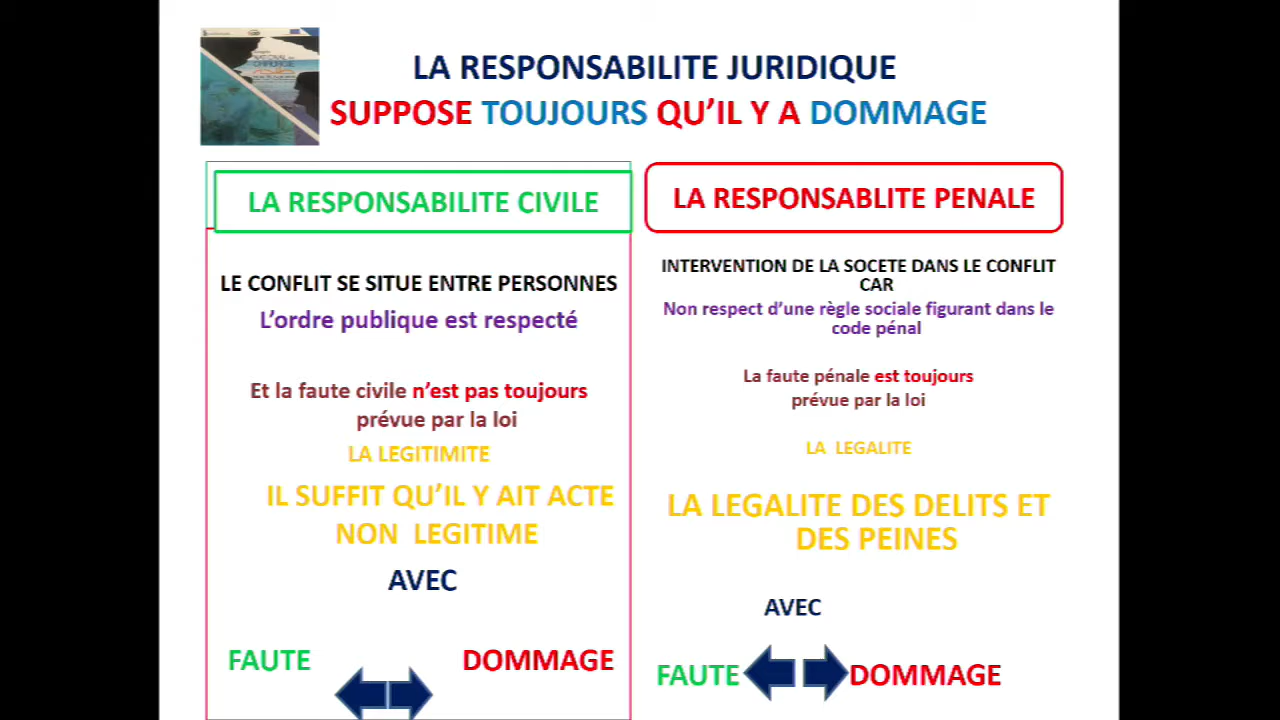 LA RESPONSABILITE JURIDIQUE
SUPPOSE TOUJOURS QU’IL Y A DOMMAGE
LA RESPONSABILITE CIVILE
LE CONFLIT SE SITUE ENTRE PERSONNES
L’ordre publique est respecté
Et la faute civile n’est pas toujours
prévue par la loi
LA LEGITIMITE
IL SUFFIT QU’IL Y AIT ACTE
NON LEGITIME
AVEC
FAUTE DOMMAGE
LA RESPONSABLITE PENALE
INTERVENTION DE LA SOCETE DANS LE CONFLIT
CAR
Non respect d’une règle sociale figurant dans le
code pénal
La faute pénale est toujours
prévue par la loi
LA LEGALITE
LA LEGALITE DES DELITS ET
DES PEINES
AVEC
FAUTE DOMMAGE